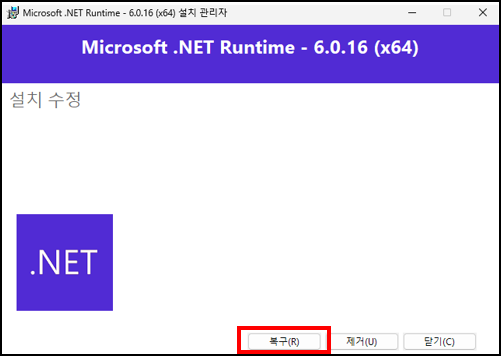 Microsoft .NET Runtime - 6.0.16 (x64) 설치 관리자
Microsoft .NET Runtime - 6.0.16 (x64)
설치 수정
.NET
복구(R) 제거(U) 닫기(C)